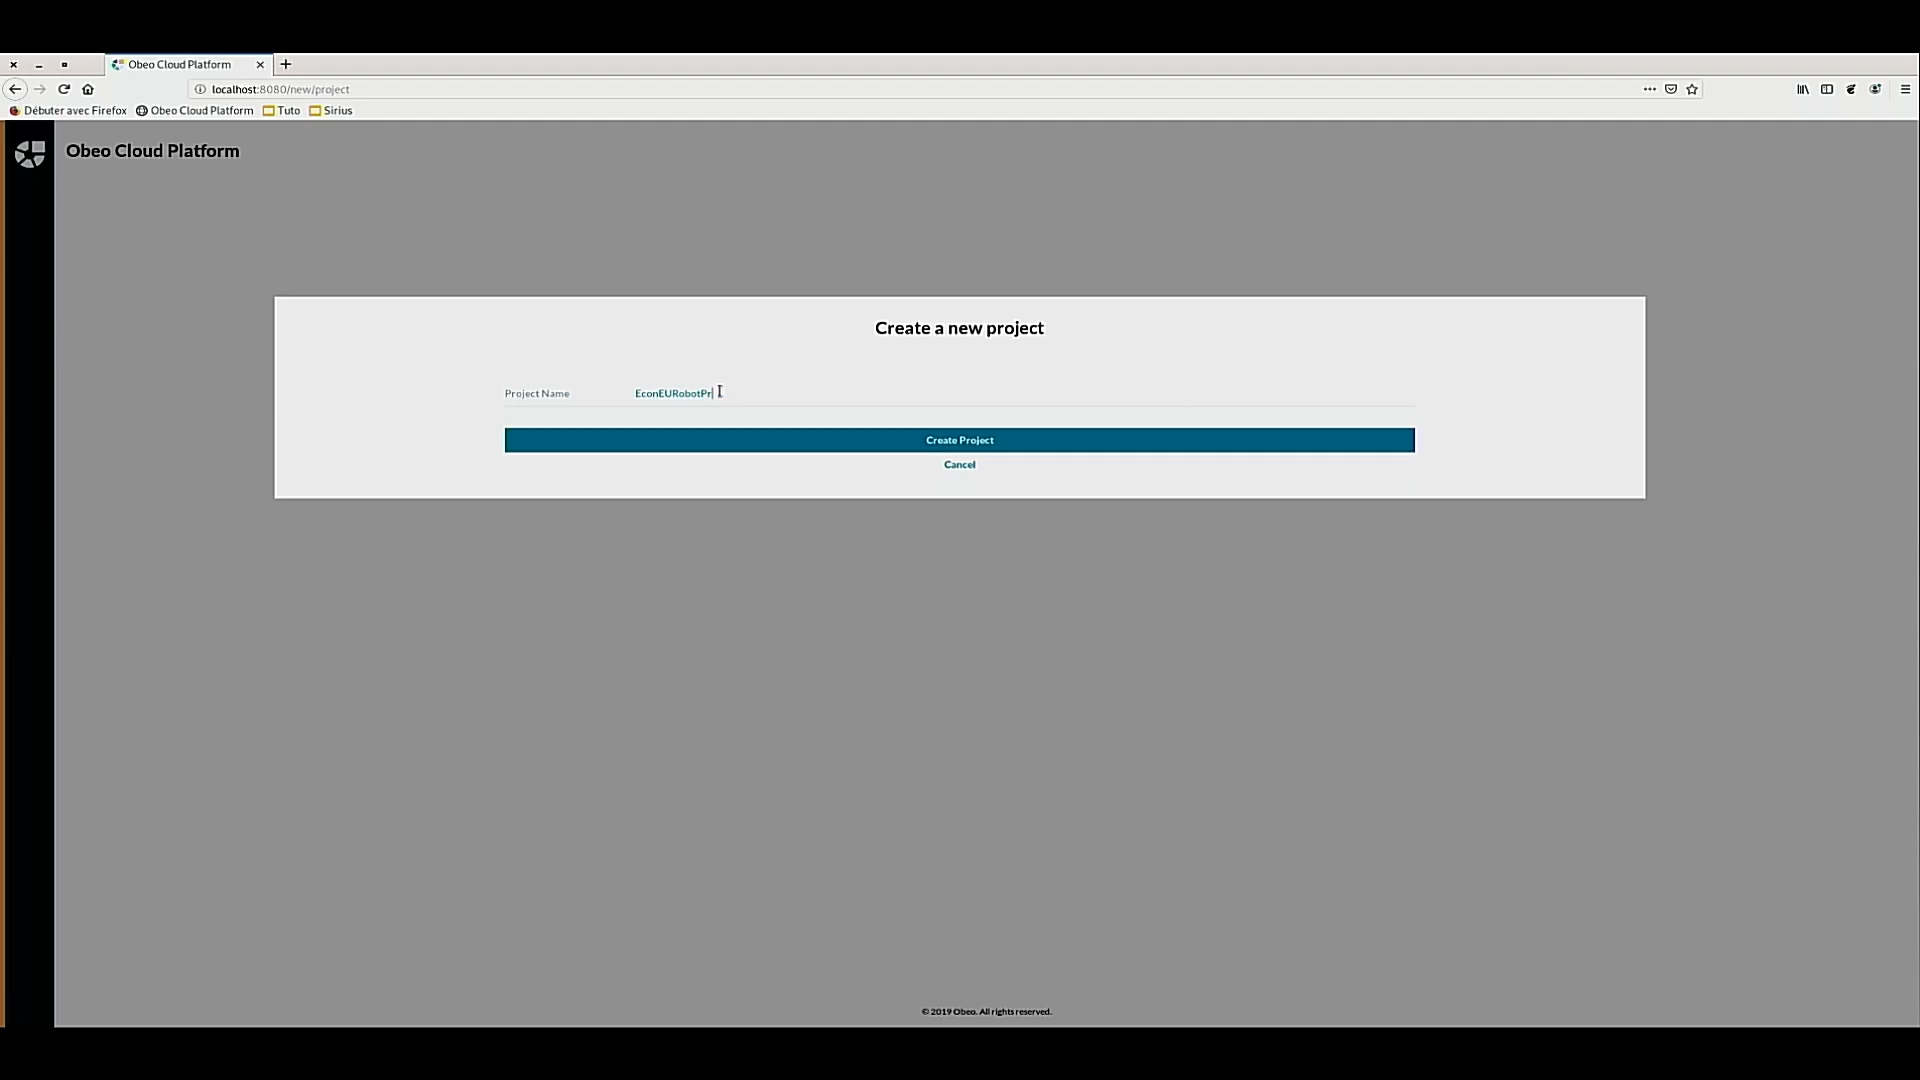 Obeo Cloud Platform
localhost:8080/new/project
Débuter avec Firefox Obeo Cloud Platform Tuto Sirius
Obeo Cloud Platform
Create a new project
Project Name EconEURobotPr
Create Project
Cancel
© 2019 Obeo. All rights reserved.